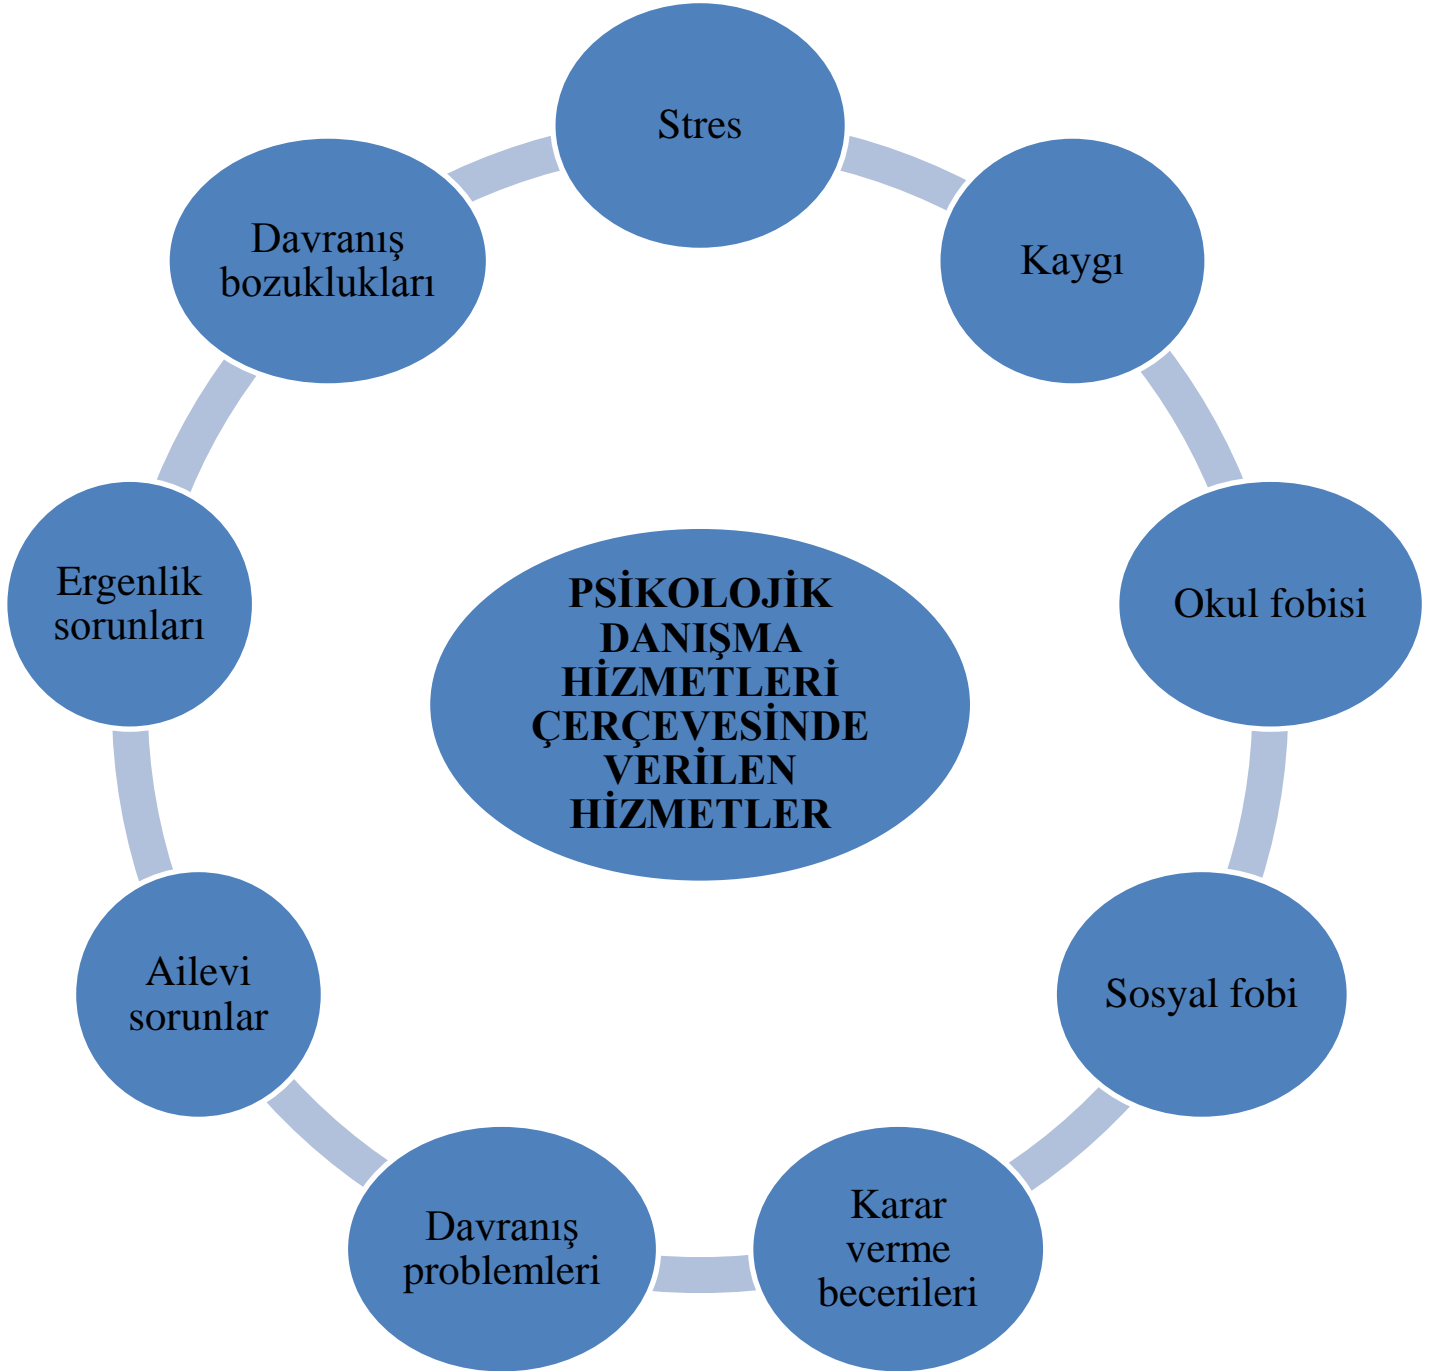 Stres
Kaygı
Okul fobisi
Sosyal fobi
Karar
verme
becerileri
Davranış
problemleri
Ailevi
sorunlar
Ergenlik
sorunları
Davranış
bozuklukları
PSİKOLOJİK
DANIŞMA
HİZMETLERİ
ÇERÇEVESİNDE
VERİLEN
HİZMETLER